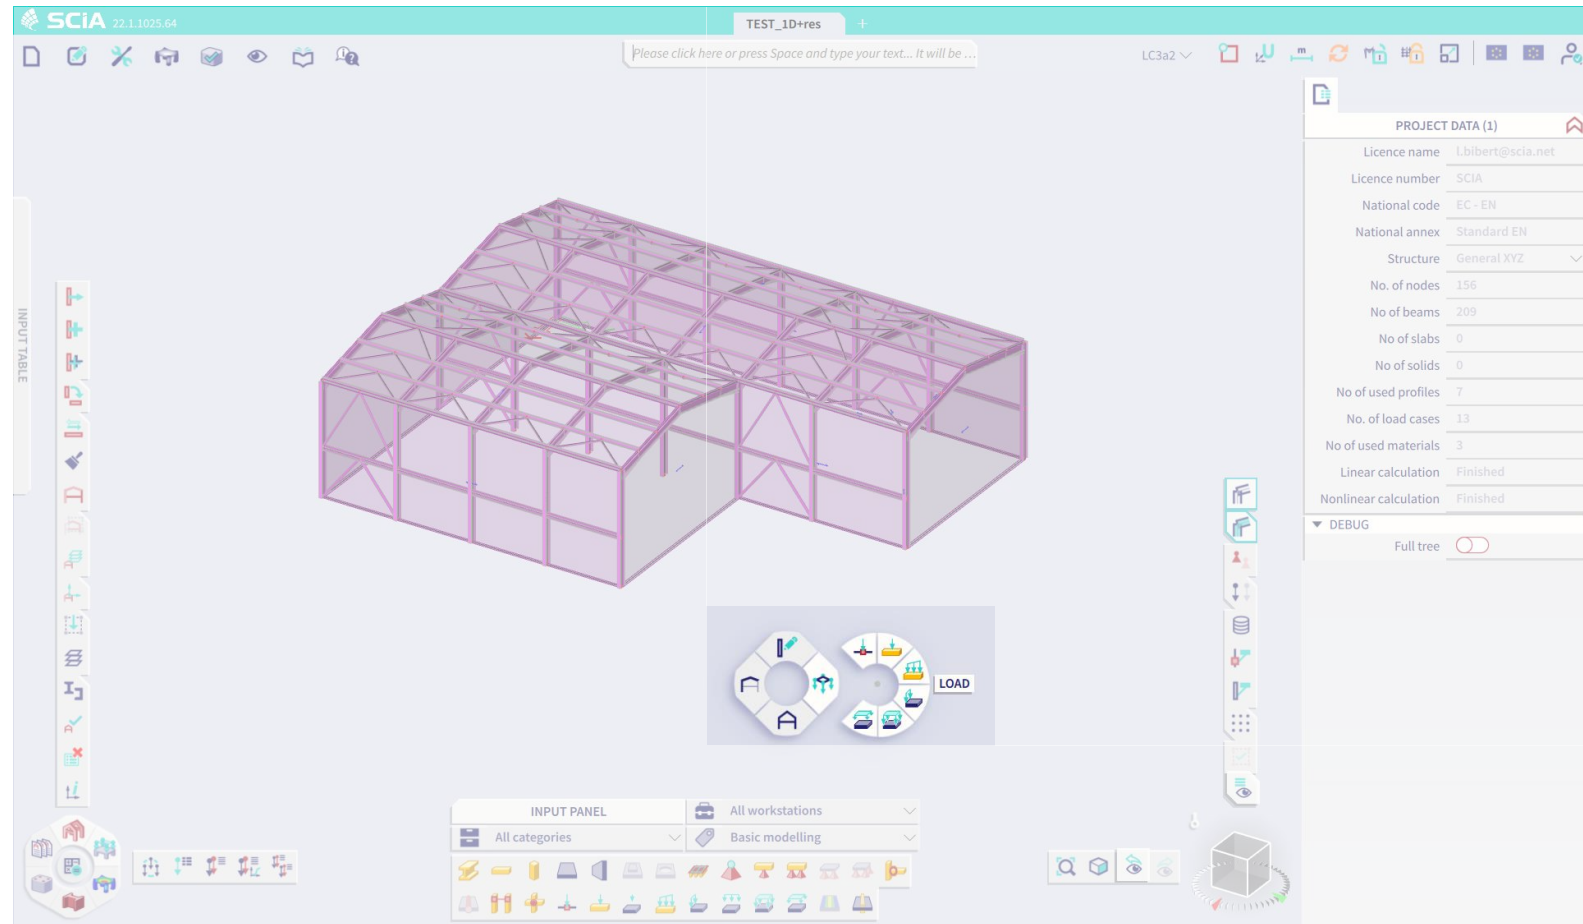 SCiA 22.1.1025.64
TEST_1D+res +
Please click here or press Space and type your text... It will be ...
LC3a2
PROJECT DATA (1)
Licence name l.bibert@scia.net
Licence number SCIA
National code EC - EN
National annex Standard EN
Structure General XYZ
No. of nodes 156
No of beams 209
No of slabs 0
No of solids 0
No of used profiles 7
No. of load cases 13
No of used materials 3
Linear calculation Finished
Nonlinear calculation Finished
DEBUG
Full tree
INPUT TABLE
LOAD
INPUT PANEL
All workstations
All categories
Basic modelling